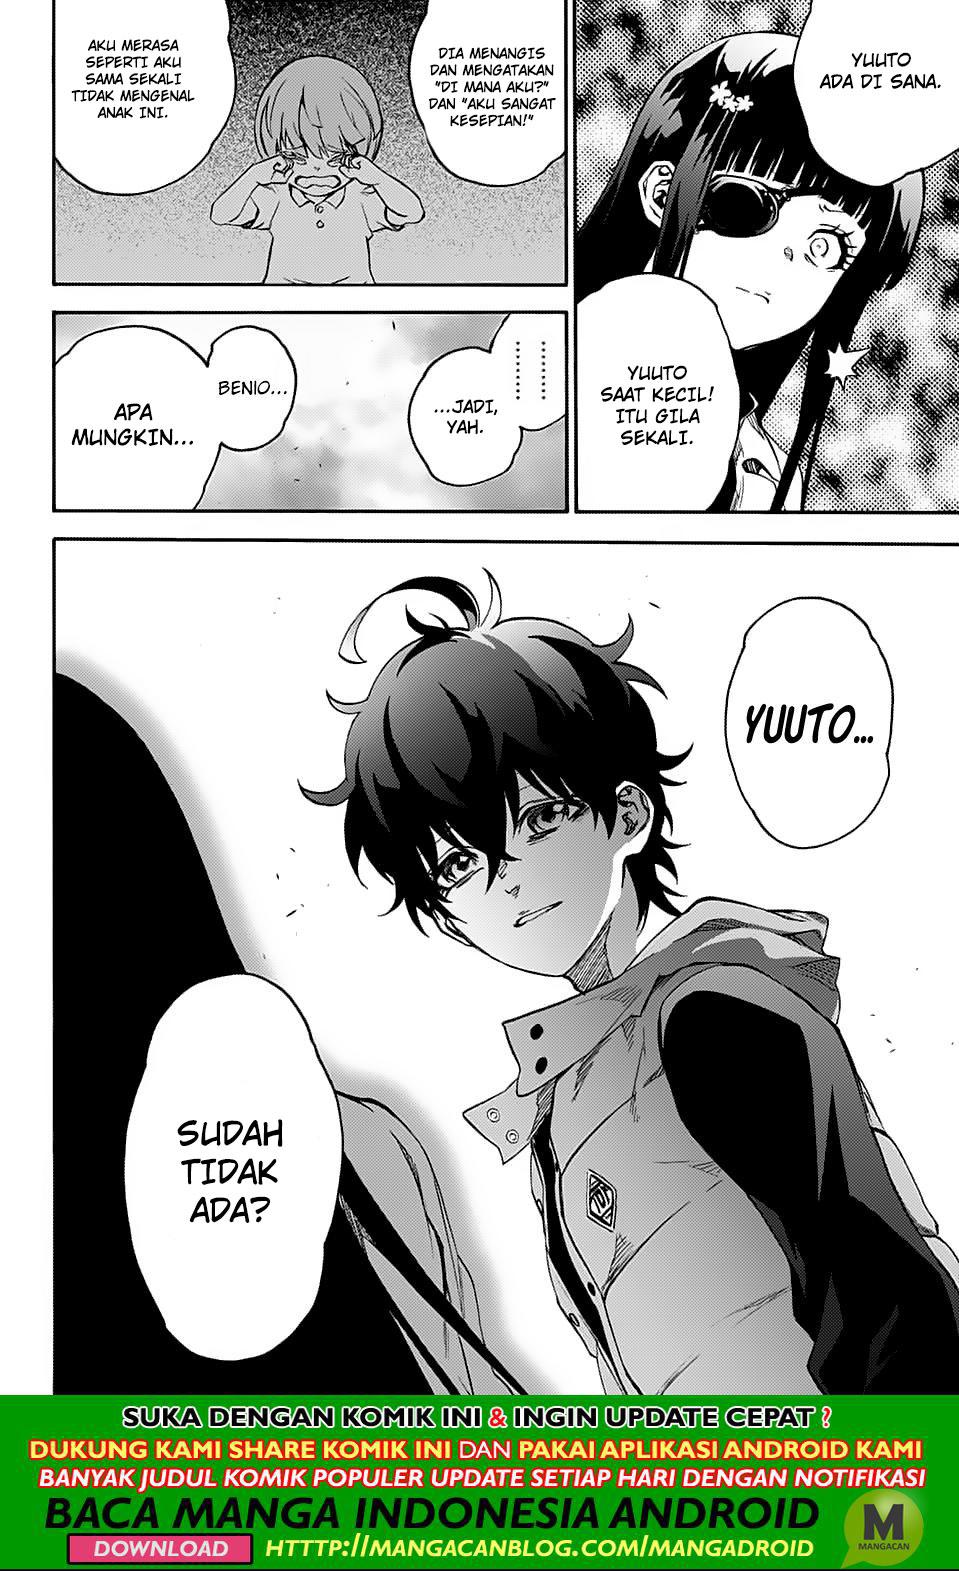 YUUTO
ADA DI SANA.
YUUTO
SAAT KECIL!
ITU GILA
SEKALI.
DIA MENANGIS
DAN MENGATAKAN
"DI MANA AKU?"
DAN "AKU SANGAT
KESEPIAN!"
AKU MERASA
SEPERTI AKU
SAMA SEKALI
TIDAK MENGENAL
ANAK INI.
...JADI,
YAH.
BENIO...
APA
MUNGKIN...
YUUTO...
SUDAH
TIDAK
ADA?
SUKA DENGAN KOMIK INI & INGIN UPDATE CEPAT ?
DUKUNG KAMI SHARE KOMIK INI DAN PAKAI APLIKASI ANDROID KAMI
BANYAK JUDUL KOMIK POPULER UPDATE SETIAP HARI DENGAN NOTIFIKASI
BACA MANGA INDONESIA ANDROID
DOWNLOAD HTTTP://MANGACANBLOG.COM/MANGADROID
M
MANGACAN